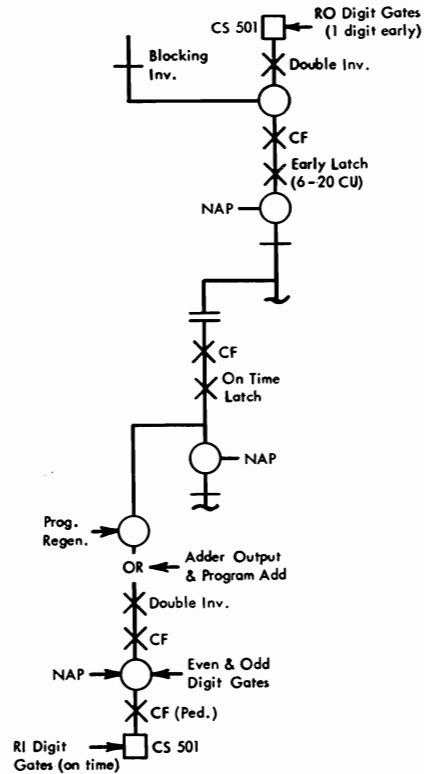 CS 501
RO Digit Gates
(1 digit early)
Blocking
Inv.
Double Inv.
CF
Early Latch
(6-20 CU)
NAP
CF
On Time
Latch
NAP
Prog.
Regen.
OR
Adder Output
& Program Add
Double Inv.
CF
NAP
Even & Odd
Digit Gates
CF (Ped.)
RI Digit
Gates (on time)
CS 501